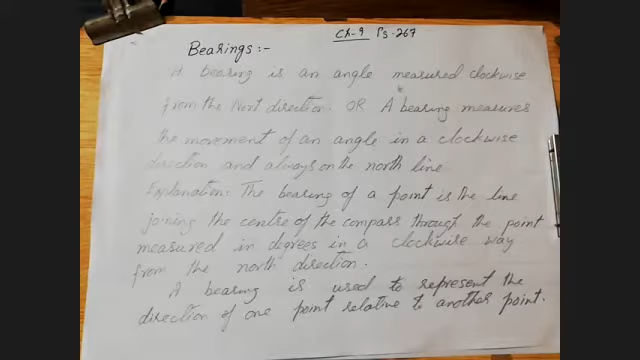 Ch-9 Pg-267
Bearings :-
A bearing is an angle measured clockwise
from the Nort direction. OR A bearing measures
the movement of an angle in a clockwise
direction and always on the north line
Explanation: The bearing of a point is the line
joining the centre of the compass through the point
measured in degrees in a clockwise way
from the north direction.
A bearing is used to represent the
direction of one point relative to another point.